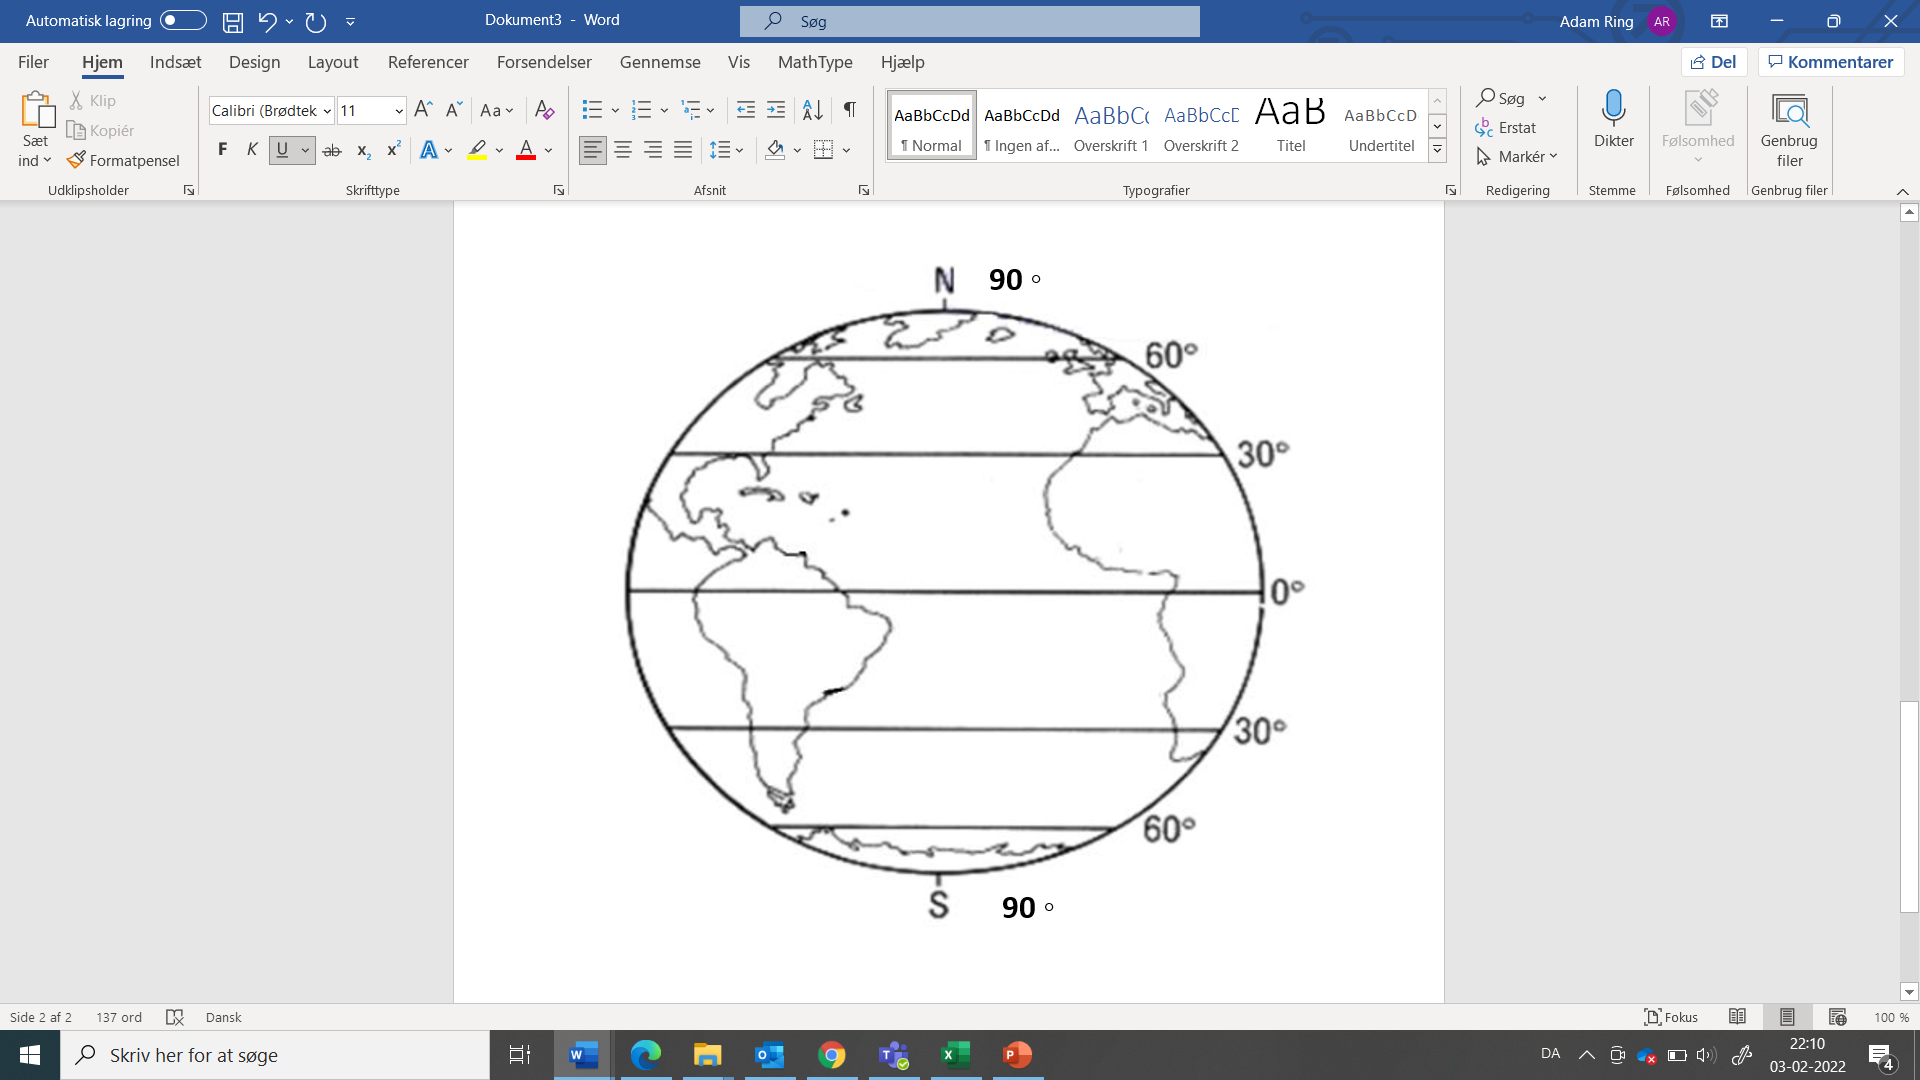 Automatisk lagring
Dokument3 - Word
Søg
Adam Ring
AR
Filer
Hjem
Indsæt
Design
Layout
Referencer
Forsendelser
Gennemse
Vis
MathType
Hjælp
Del
Kommentarer
Sæt
ind
Klip
Kopiér
Formatpensel
Udklipsholder
Calibri (Brødtek
11
Aa
F K U ab x₂ x² A A
Skrifttype
Afsnit
AaBbCcDd
¶ Normal
AaBbCcDd
¶ Ingen af...
AaBbCc
Overskrift 1
AaBbCcD
Overskrift 2
AaB
Titel
AaBbCcD
Undertitel
Typografier
Søg
Erstat
Markér
Redigering
Dikter
Stemme
Følsomhed
Følsomhed
Genbrug
filer
Genbrug filer
N 90 °
60°
30°
0°
30°
60°
S 90 °
Side 2 af 2
137 ord
Dansk
Fokus
100 %
Skriv her for at søge
DA
22:10
03-02-2022
4